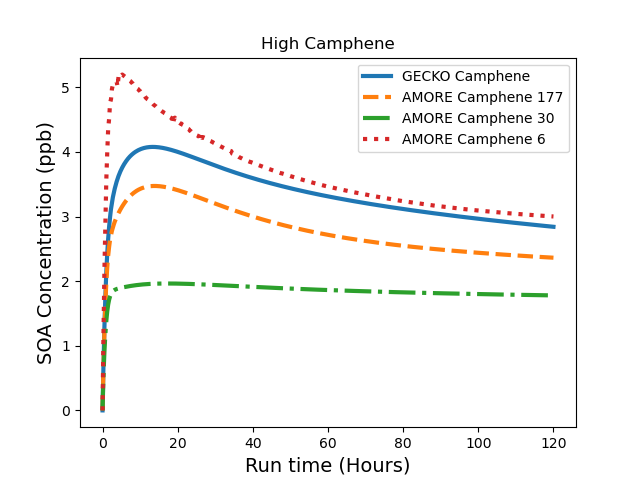 High Camphene
GECKO Camphene
AMORE Camphene 177
AMORE Camphene 30
AMORE Camphene 6
SOA Concentration (ppb)
5
4
3
2
1
0
0 20 40 60 80 100 120
Run time (Hours)